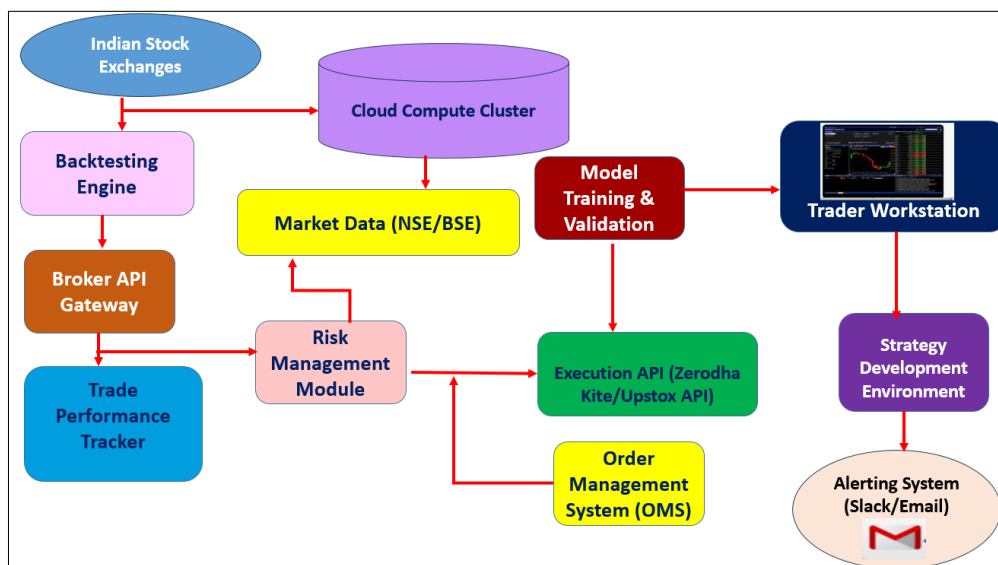 Indian Stock
Exchanges
Cloud Compute Cluster
Backtesting
Engine
Model
Training &
Validation
Trader Workstation
Market Data (NSE/BSE)
Broker API
Gateway
Risk
Management
Module
Strategy
Development
Environment
Execution API (Zerodha
Kite/Upstox API)
Trade
Performance
Tracker
Order
Management
System (OMS)
Alerting System
(Slack/Email)